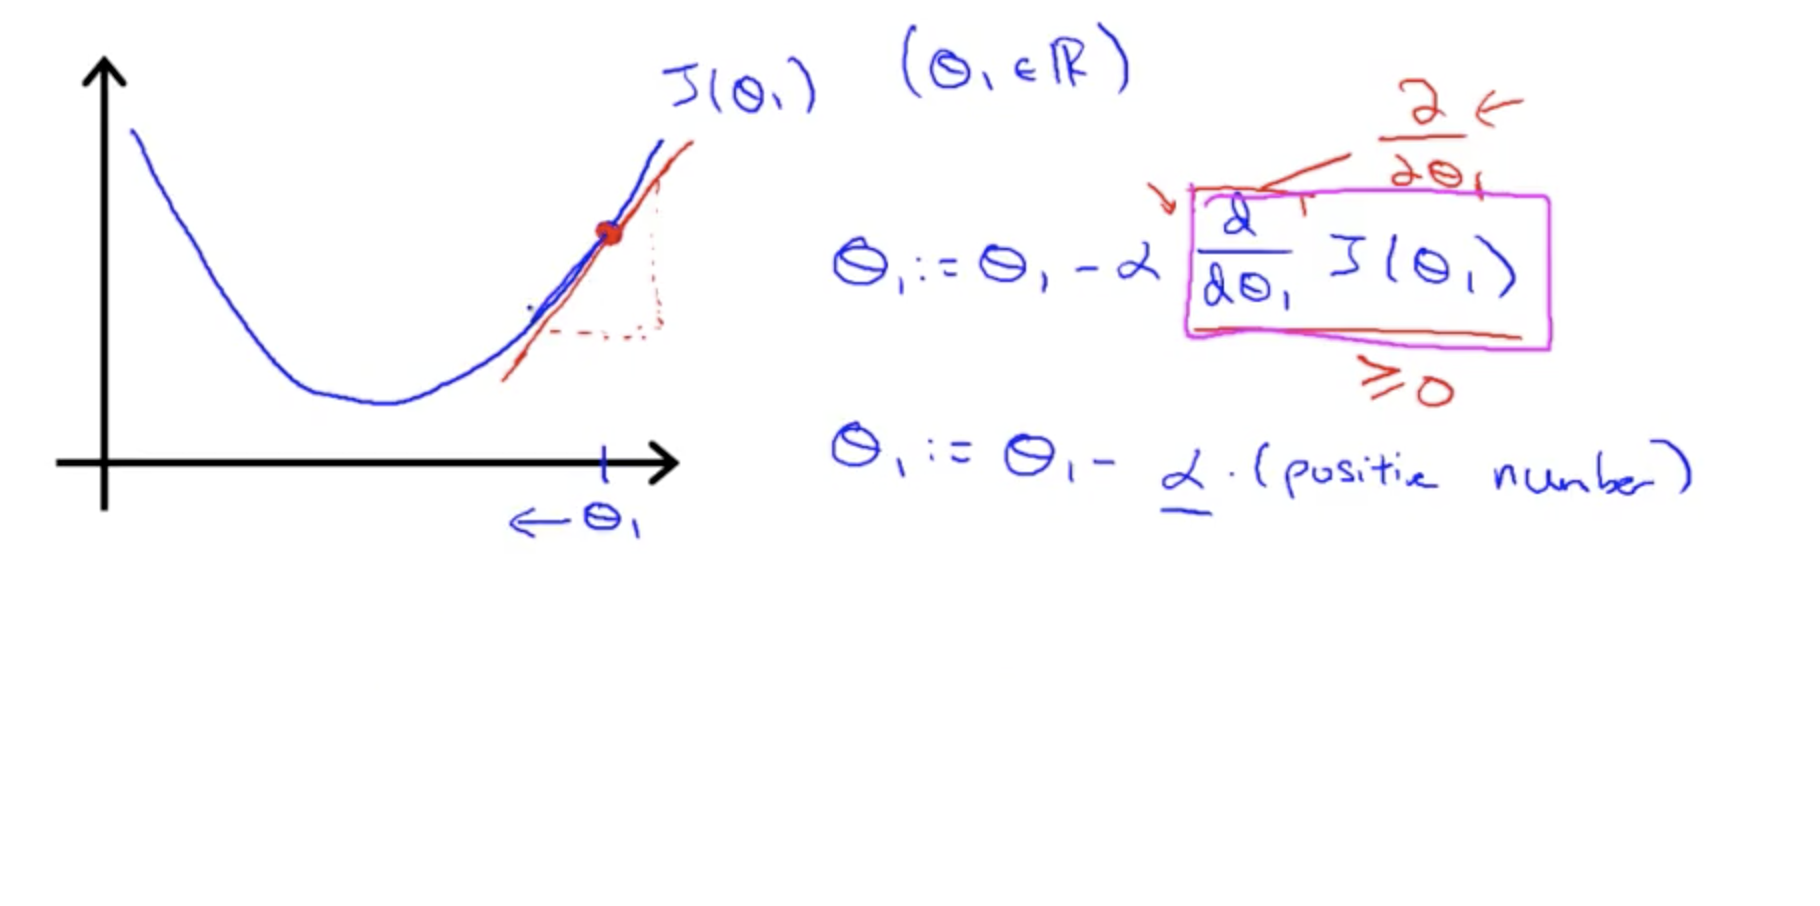 J(θ₁) (θ₁ ∈ ℝ)
∂/∂θ₁ ←
θ₁ := θ₁ - α d/dθ₁ J(θ₁)
≥ 0
θ₁ := θ₁ - α · (positive number)
← θ₁